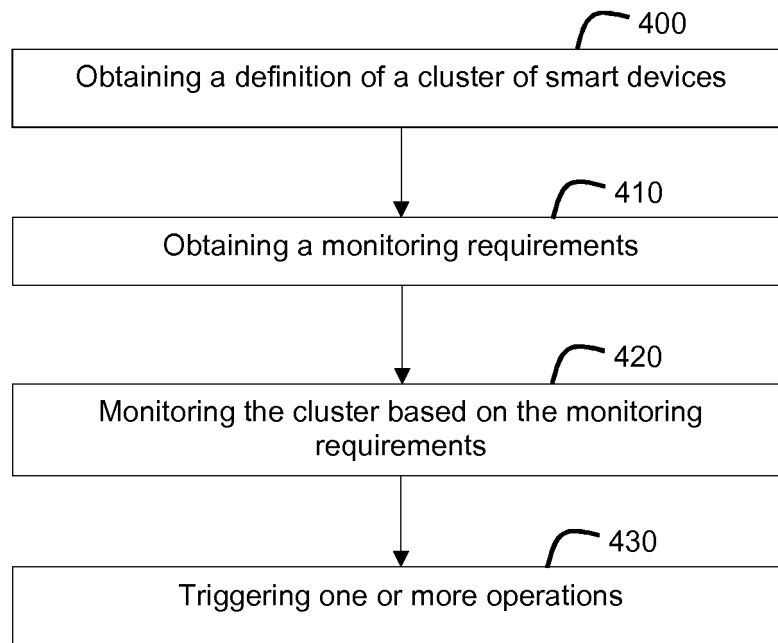 400
Obtaining a definition of a cluster of smart devices
410
Obtaining a monitoring requirements
420
Monitoring the cluster based on the monitoring
requirements
430
Triggering one or more operations